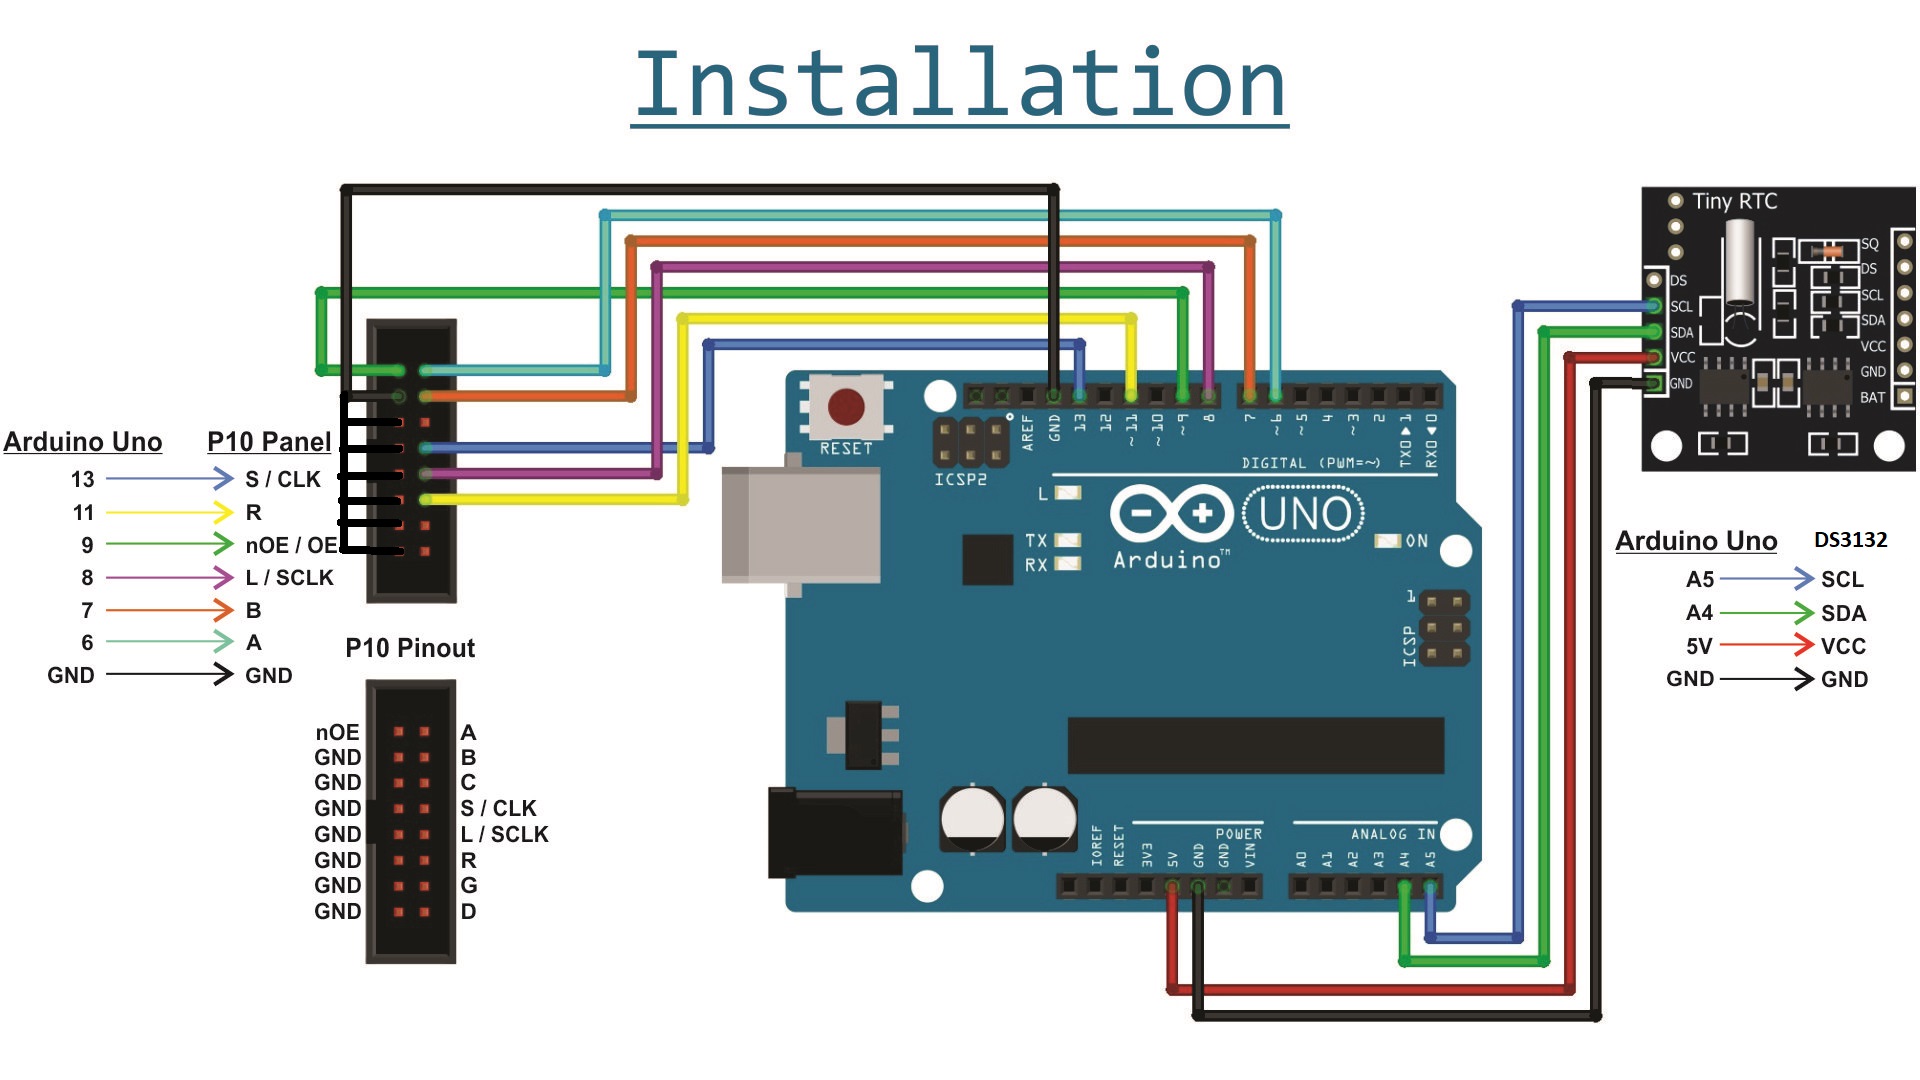 Installation
Tiny RTC
DS
SCL
SDA
VCC
GND
SQ
DS
SCL
SDA
VCC
GND
BAT
Arduino Uno P10 Panel
13 S / CLK
11 R
9 nOE / OE
8 L / SCLK
7 B
6 A
GND GND
P10 Pinout
nOE A
GND B
GND C
GND S / CLK
GND L / SCLK
GND R
GND G
GND D
RESET
ICSP2
AREF
GND
13
12
~11
~10
~9
8
7
~6
~5
4
~3
2
TX0▶1
RX0◀0
DIGITAL (PWM=~)
L
TX
RX
Arduino™
UNO
ON
1
ICSP
IOREF
RESET
3V3
5V
GND
GND
VIN
POWER
ANALOG IN
A0
A1
A2
A3
A4
A5
Arduino Uno DS3132
A5 SCL
A4 SDA
5V VCC
GND GND